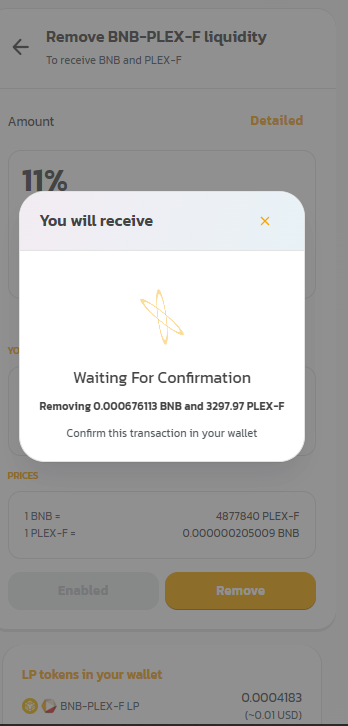 Remove BNB-PLEX-F liquidity
To receive BNB and PLEX-F
Amount
Detailed
11%
You will receive
YO
Waiting For Confirmation
Removing 0.000676113 BNB and 3297.97 PLEX-F
Confirm this transaction in your wallet
PRICES
1 BNB = 4877840 PLEX-F
1 PLEX-F = 0.000000205009 BNB
Enabled
Remove
LP tokens in your wallet
BNB-PLEX-F LP 0.0004183
(~0.01 USD)